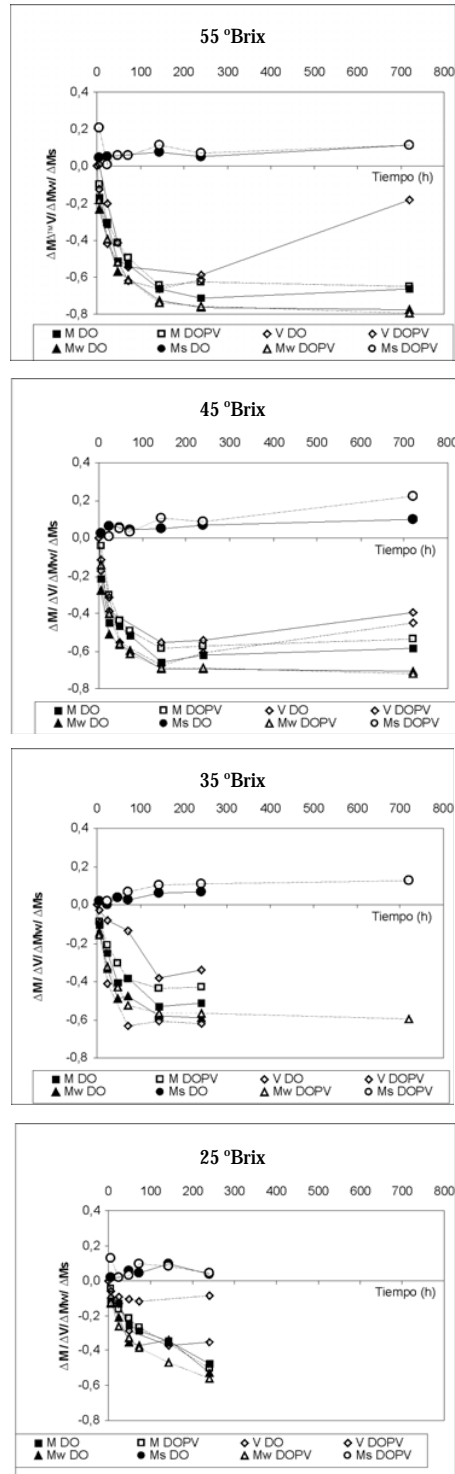 55 ºBrix
0 100 200 300 400 500 600 700 800
0,4
0,2
0,0
-0,2
-0,4
-0,6
-0,8
Tiempo (h)
M DO M DOPV V DO V DOPV
Mw DO Ms DO Mw DOPV Ms DOPV
45 ºBrix
0 100 200 300 400 500 600 700 800
0,4
0,2
0,0
-0,2
-0,4
-0,6
-0,8
ΔM/ ΔV/ ΔMw/ ΔMs
Tiempo (h)
M DO M DOPV V DO V DOPV
Mw DO Ms DO Mw DOPV Ms DOPV
35 ºBrix
0 100 200 300 400 500 600 700 800
0,4
0,2
0,0
-0,2
-0,4
-0,6
-0,8
ΔM/ ΔV/ ΔMw/ ΔMs
Tiempo (h)
M DO M DOPV V DO V DOPV
Mw DO Ms DO Mw DOPV Ms DOPV
25 ºBrix
0 100 200 300 400 500 600 700 800
0,4
0,2
0,0
-0,2
-0,4
-0,6
-0,8
ΔM/ ΔV/ ΔMw/ ΔMs
Tiempo (h)
M DO M DOPV V DO V DOPV
Mw DO Ms DO Mw DOPV Ms DOPV